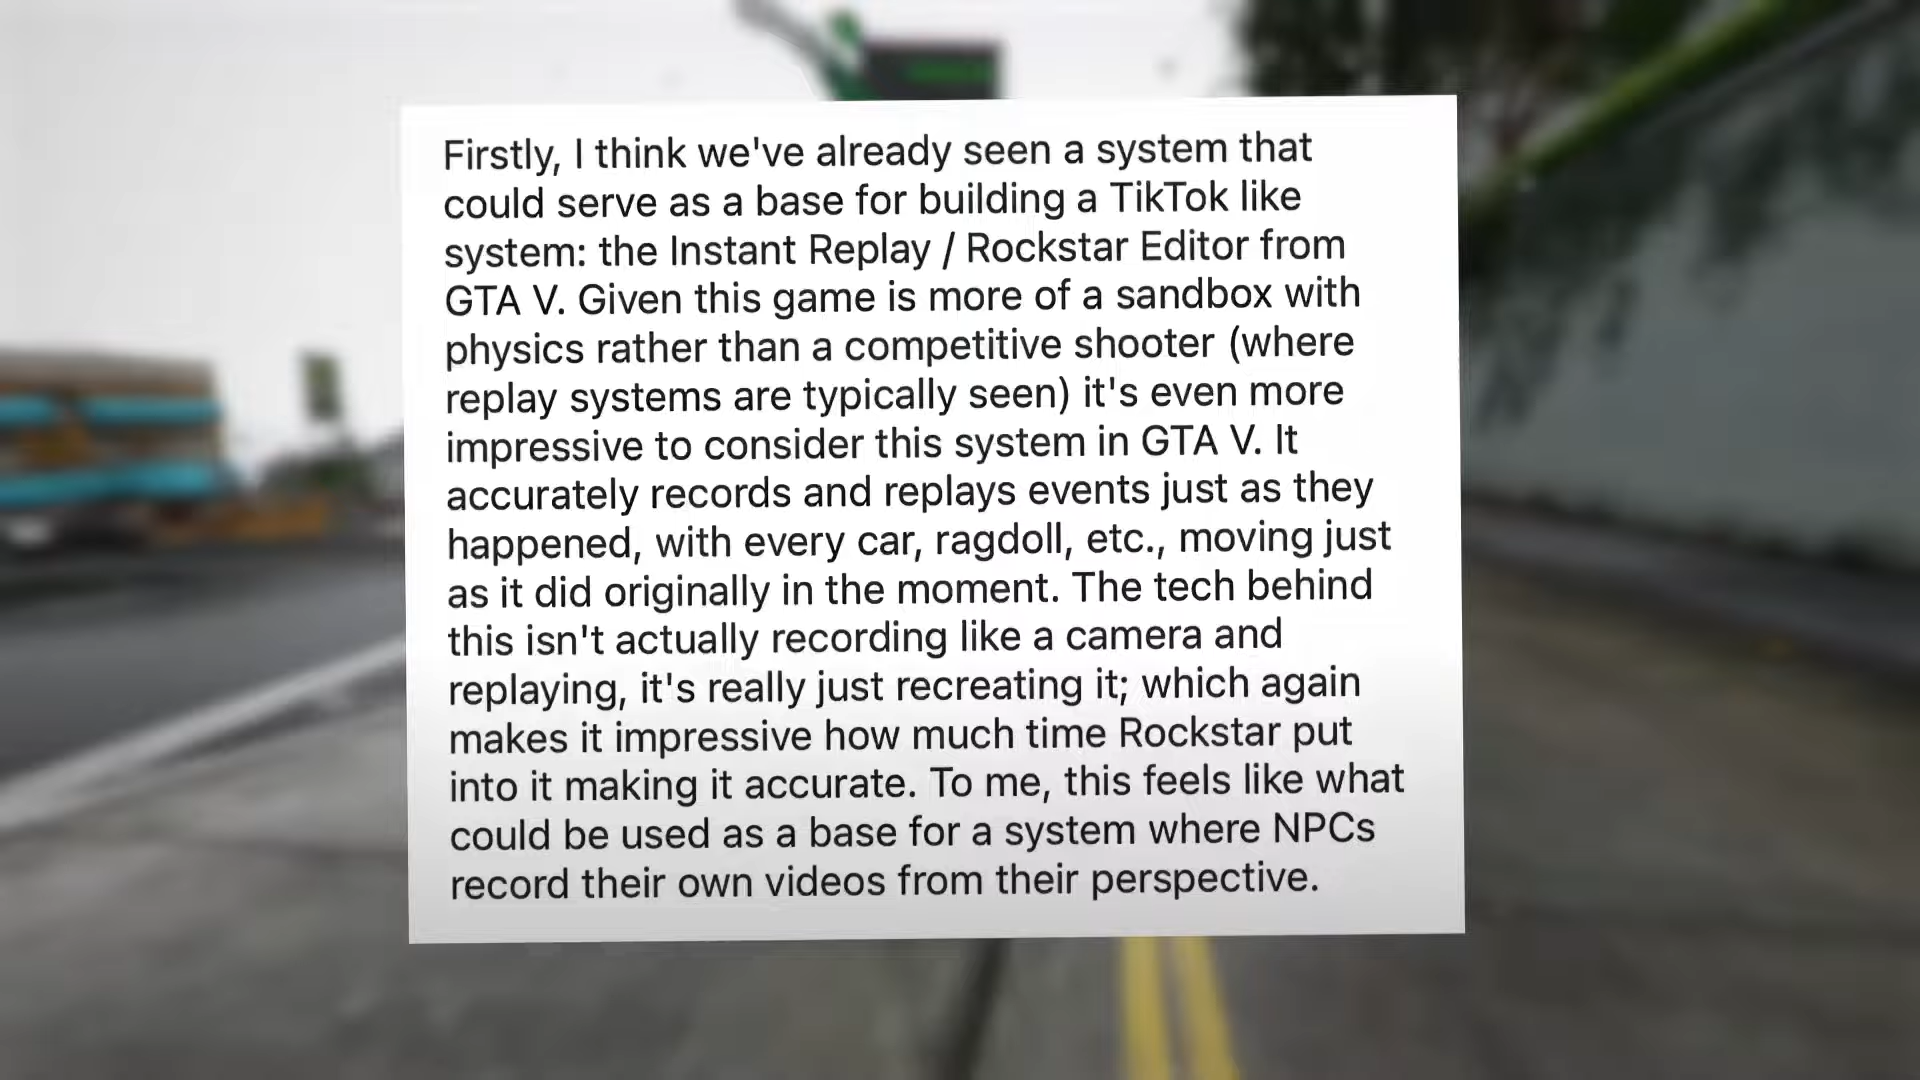 Firstly, I think we've already seen a system that
could serve as a base for building a TikTok like
system: the Instant Replay / Rockstar Editor from
GTA V. Given this game is more of a sandbox with
physics rather than a competitive shooter (where
replay systems are typically seen) it's even more
impressive to consider this system in GTA V. It
accurately records and replays events just as they
happened, with every car, ragdoll, etc., moving just
as it did originally in the moment. The tech behind
this isn't actually recording like a camera and
replaying, it's really just recreating it; which again
makes it impressive how much time Rockstar put
into it making it accurate. To me, this feels like what
could be used as a base for a system where NPCs
record their own videos from their perspective.